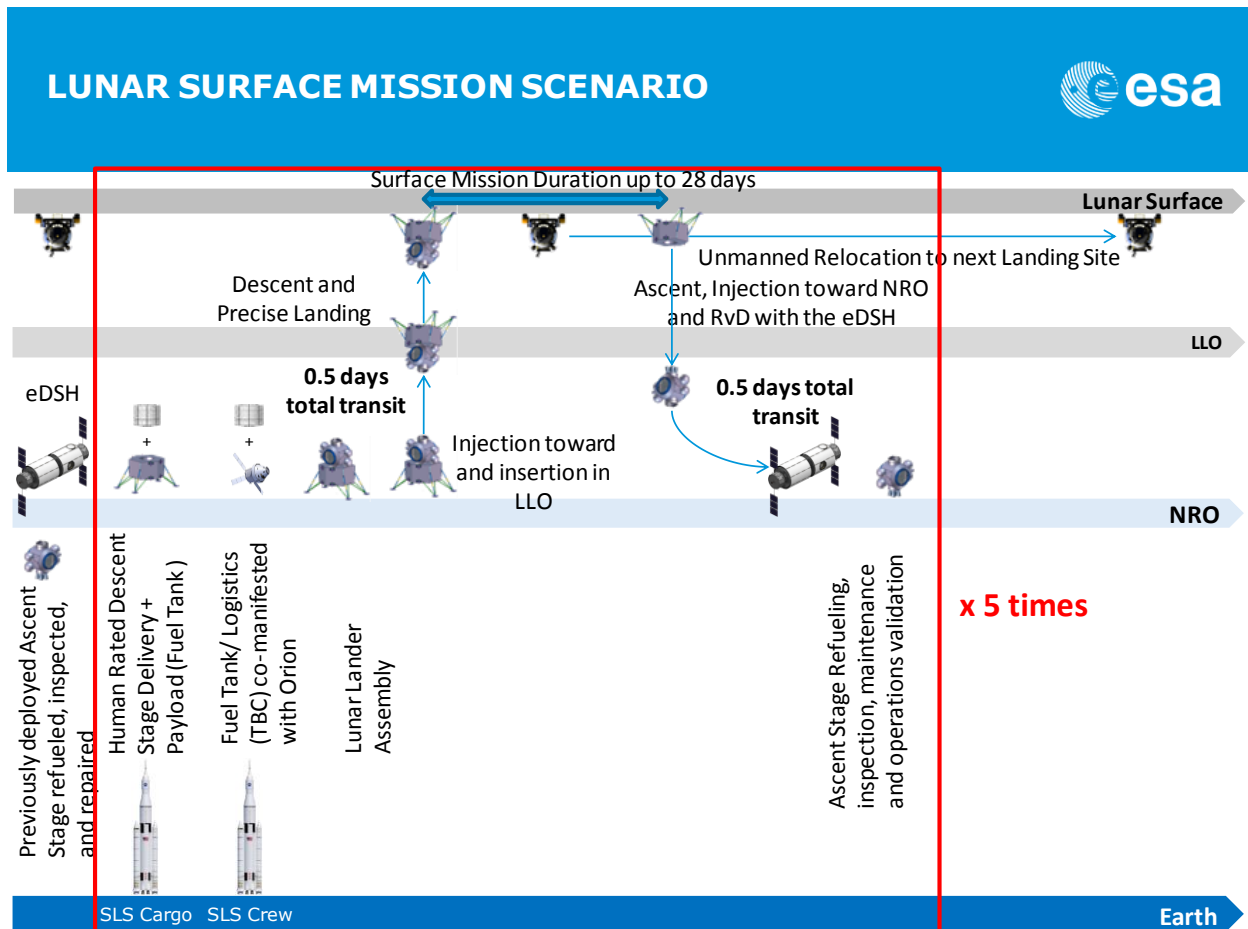 LUNAR SURFACE MISSION SCENARIO
esa
Surface Mission Duration up to 28 days
Lunar Surface
Unmanned Relocation to next Landing Site
Descent and
Precise Landing
Ascent, Injection toward NRO
and RvD with the eDSH
LLO
eDSH
0.5 days
total transit
0.5 days total
transit
+
+
Injection toward
and insertion in
LLO
NRO
Previously deployed Ascent
Stage refueled, inspected,
and repaired
Human Rated Descent
Stage Delivery +
Payload (Fuel Tank )
Fuel Tank/ Logistics
(TBC) co-manifested
with Orion
Lunar Lander
Assembly
Ascent Stage Refueling,
inspection, maintenance
and operations validation
x 5 times
SLS Cargo
SLS Crew
Earth